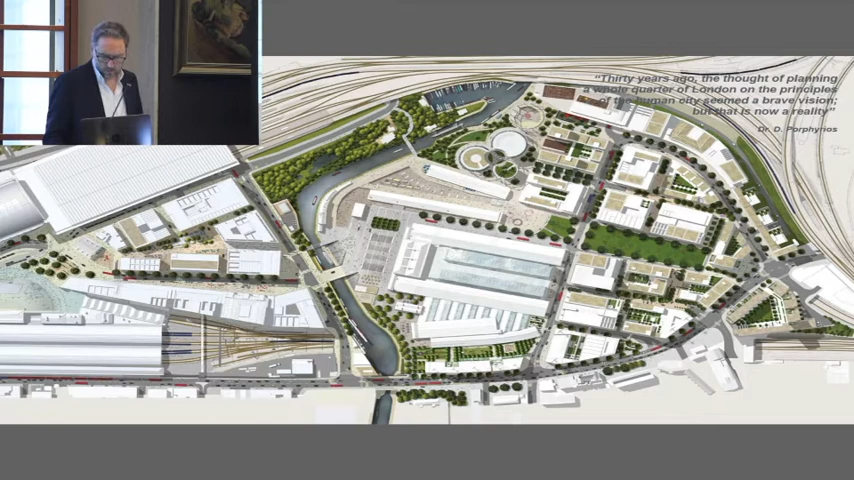 “Thirty years ago, the thought of planning
a whole quarter of London on the principles
of the human city seemed a brave vision;
but that is now a reality”
Dr. D. Porphyrios